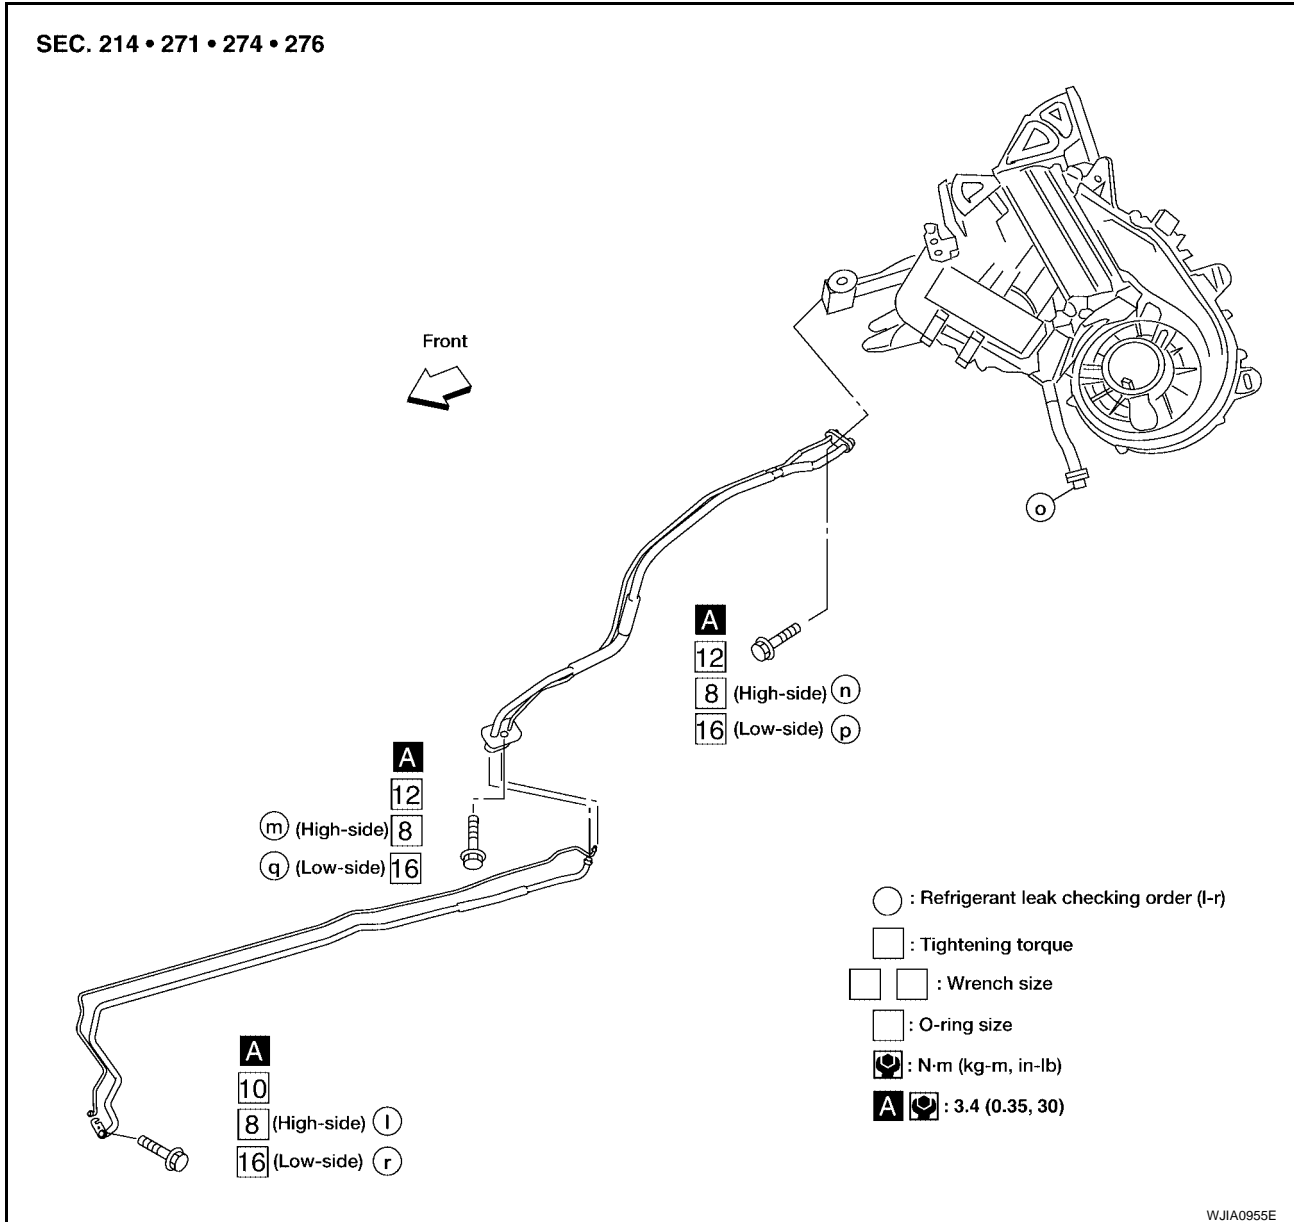 SEC. 214 • 271 • 274 • 276
Front
o
A
12
8 (High-side) n
16 (Low-side) p
A
12
m (High-side) 8
q (Low-side) 16
: Refrigerant leak checking order (l-r)
: Tightening torque
: Wrench size
: O-ring size
: N·m (kg-m, in-lb)
A : 3.4 (0.35, 30)
A
10
8 (High-side) l
16 (Low-side) r
WJIA0955E